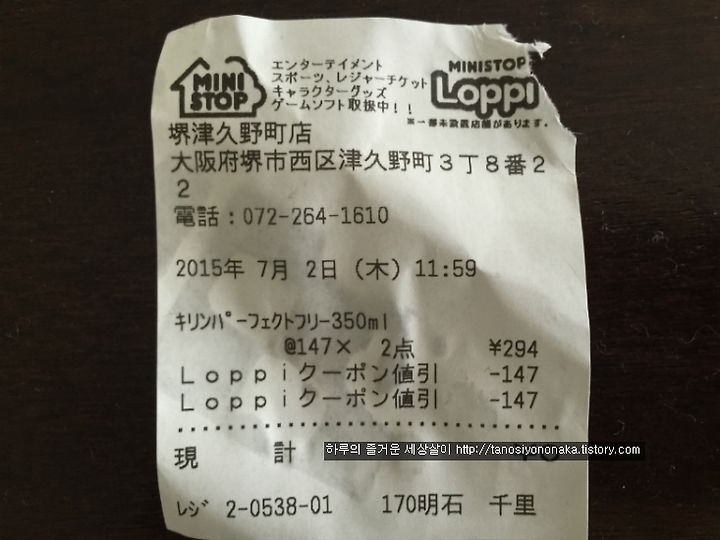 MINI STOP
エンターテイメント
スポーツ、レジャーチケット
キャラクターグッズ
ゲームソフト取扱中！！
MINISTOP
Loppi
※一部未設置店舗があります。
堺津久野町店
大阪府堺市西区津久野町３丁８番２
２
電話：072-264-1610
2015年 7月 2日 (木) 11:59
ｷﾘﾝﾊﾟｰﾌｪｸﾄﾌﾘｰ350ml
@147× 2点 ¥294
Ｌｏｐｐｉクーポン値引 -147
Ｌｏｐｐｉクーポン値引 -147
現 計
하루의 즐거운 세상살이 http://tanosiyononaka.tistory.com
ﾚｼﾞ 2-0538-01 170明石 千里